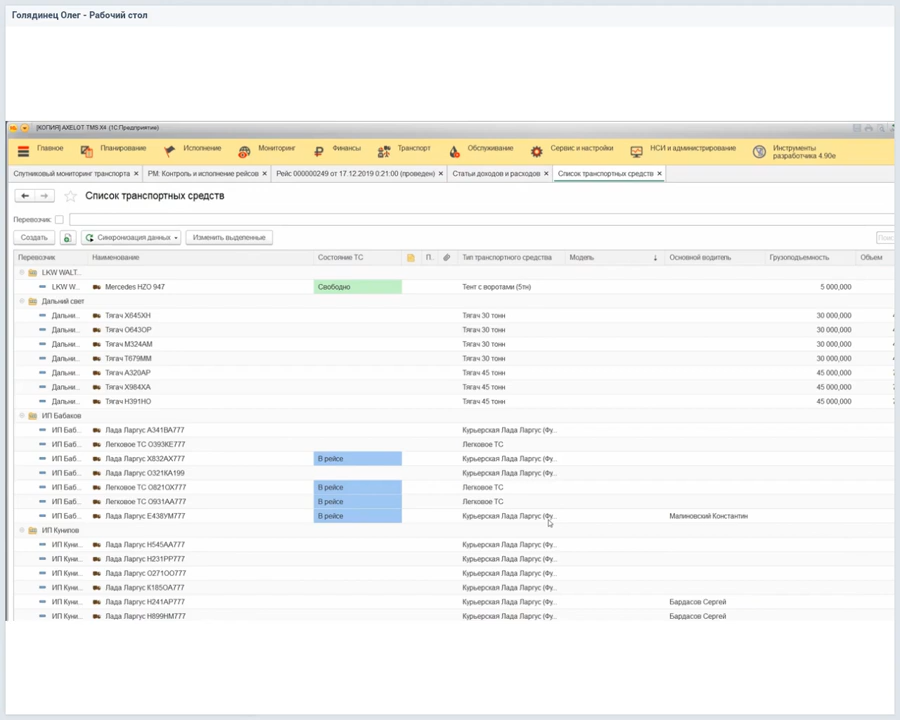 Голядинец Олег - Рабочий стол
[КОПИЯ] AXELOT TMS X4 (1С:Предприятие)
Главное Планирование Исполнение Мониторинг Финансы Транспорт Обслуживание Сервис и настройки НСИ и администрирование Инструменты разработчика 4.90e
Спутниковый мониторинг транспорта × РМ: Контроль и исполнение рейсов × Рейс 000000249 от 17.12.2019 0:21:00 (проведен) × Статьи доходов и расходов × Список транспортных средств ×
Список транспортных средств
Перевозчик:
Создать Синхронизация данных Изменить выделенные
Перевозчик Наименование Состояние ТС П.. Тип транспортного средства Модель ↓ Основной водитель Грузоподъемность Объем
LKW WALT...
LKW W... Mercedes HZO 947 Свободно Тент с воротами (5тн) 5 000,000
Дальний свет
Дальни... Тягач Х645ХН Тягач 30 тонн 30 000,000
Дальни... Тягач О643ОР Тягач 30 тонн 30 000,000
Дальни... Тягач М324АМ Тягач 30 тонн 30 000,000
Дальни... Тягач Т679ММ Тягач 30 тонн 30 000,000
Дальни... Тягач А320АР Тягач 45 тонн 45 000,000
Дальни... Тягач Х984ХА Тягач 45 тонн 45 000,000
Дальни... Тягач Н391НО Тягач 45 тонн 45 000,000
ИП Бабаков
ИП Баб... Лада Ларгус А341ВА777 Курьерская Лада Ларгус (Фу...
ИП Баб... Легковое ТС О393КЕ777 Легковое ТС
ИП Баб... Лада Ларгус Х832АХ777 В рейсе Курьерская Лада Ларгус (Фу...
ИП Баб... Лада Ларгус О321КА199 Курьерская Лада Ларгус (Фу...
ИП Баб... Легковое ТС О821ОХ777 В рейсе Легковое ТС
ИП Баб... Легковое ТС О931АА777 В рейсе Легковое ТС
ИП Баб... Лада Ларгус Е438УМ777 В рейсе Курьерская Лада Ларгус (Фу... Малиновский Константин
ИП Кунилов
ИП Куни... Лада Ларгус Н545АА777 Курьерская Лада Ларгус (Фу...
ИП Куни... Лада Ларгус Н231РР777 Курьерская Лада Ларгус (Фу...
ИП Куни... Лада Ларгус О271ОО777 Курьерская Лада Ларгус (Фу...
ИП Куни... Лада Ларгус К185ОА777 Курьерская Лада Ларгус (Фу...
ИП Куни... Лада Ларгус Н241АР777 Курьерская Лада Ларгус (Фу... Бардасов Сергей
ИП Куни... Лада Ларгус Н899НМ777 Курьерская Лада Ларгус (Фу... Бардасов Сергей